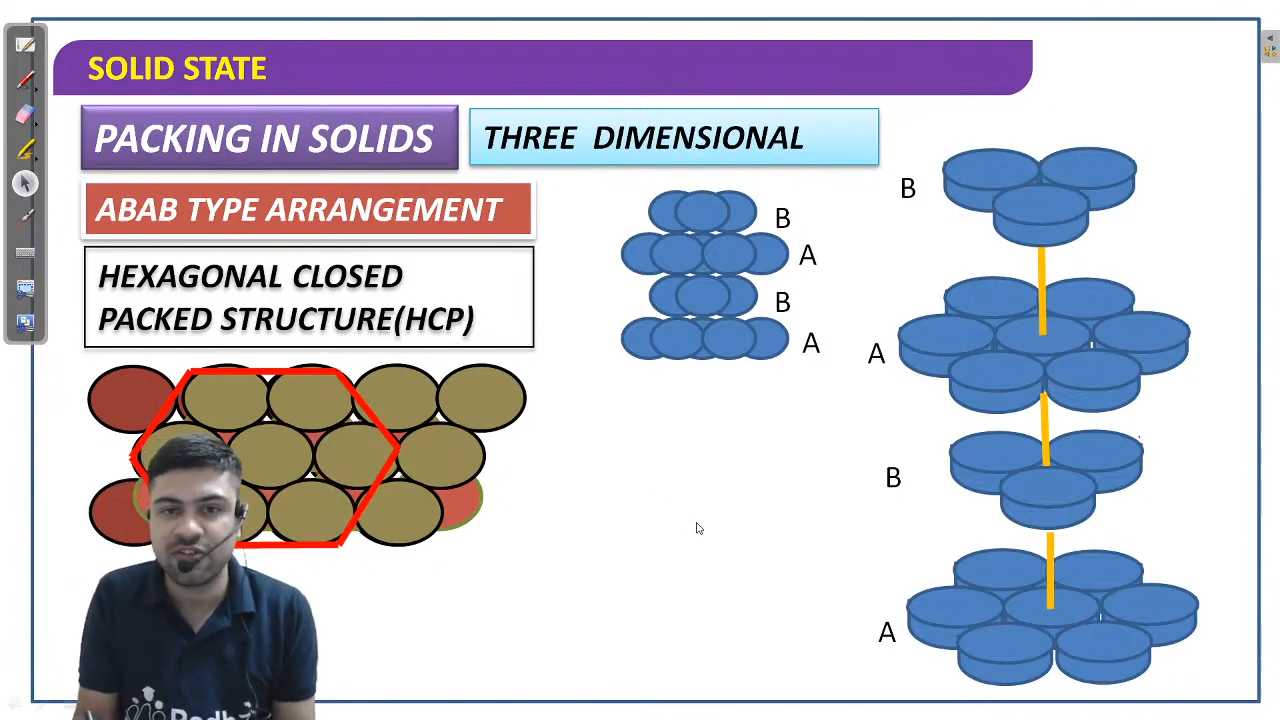 SOLID STATE
PACKING IN SOLIDS
THREE DIMENSIONAL
ABAB TYPE ARRANGEMENT
HEXAGONAL CLOSED
PACKED STRUCTURE(HCP)
B
A
B
A
B
A
B
A